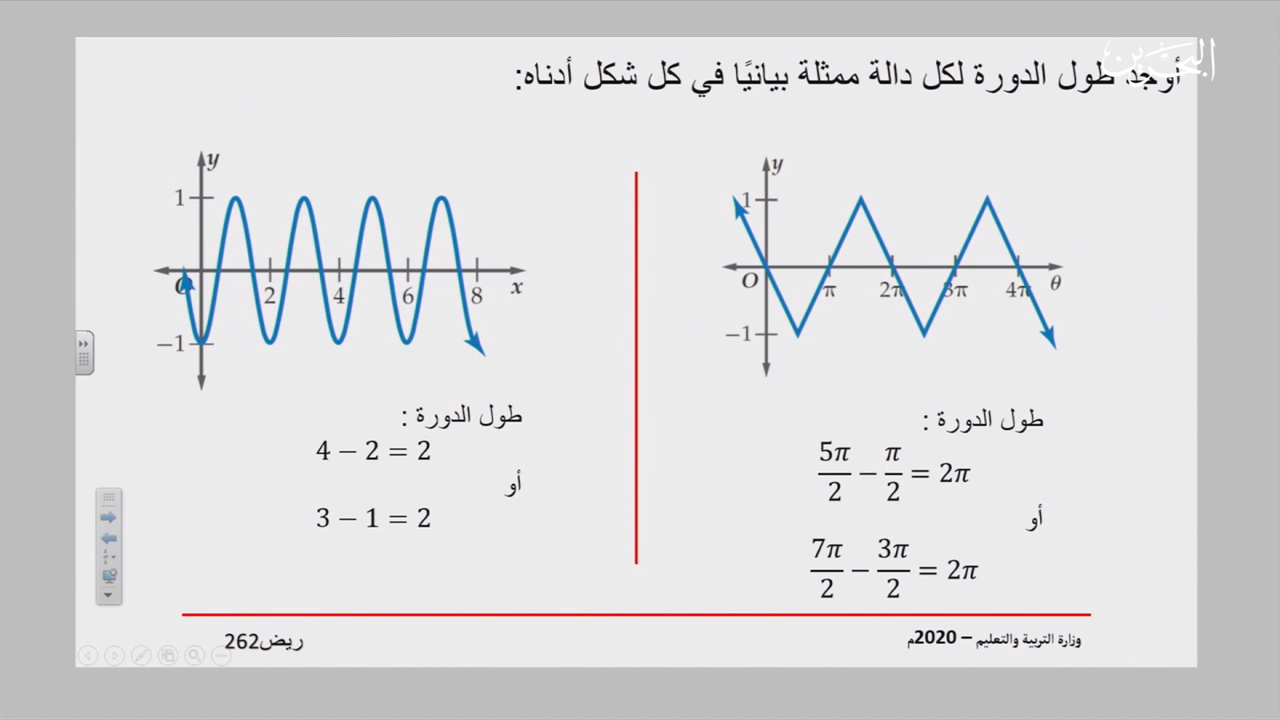 البحرين
أوجد طول الدورة لكل دالة ممثلة بيانيًا في كل شكل أدناه:
y
1
O
π
2π
3π
4π
θ
−1
طول الدورة :
5π/2 − π/2 = 2π
أو
7π/2 − 3π/2 = 2π
y
1
O
2
4
6
8
x
−1
طول الدورة :
4 − 2 = 2
أو
3 − 1 = 2
وزارة التربية والتعليم – 2020م
ريض262